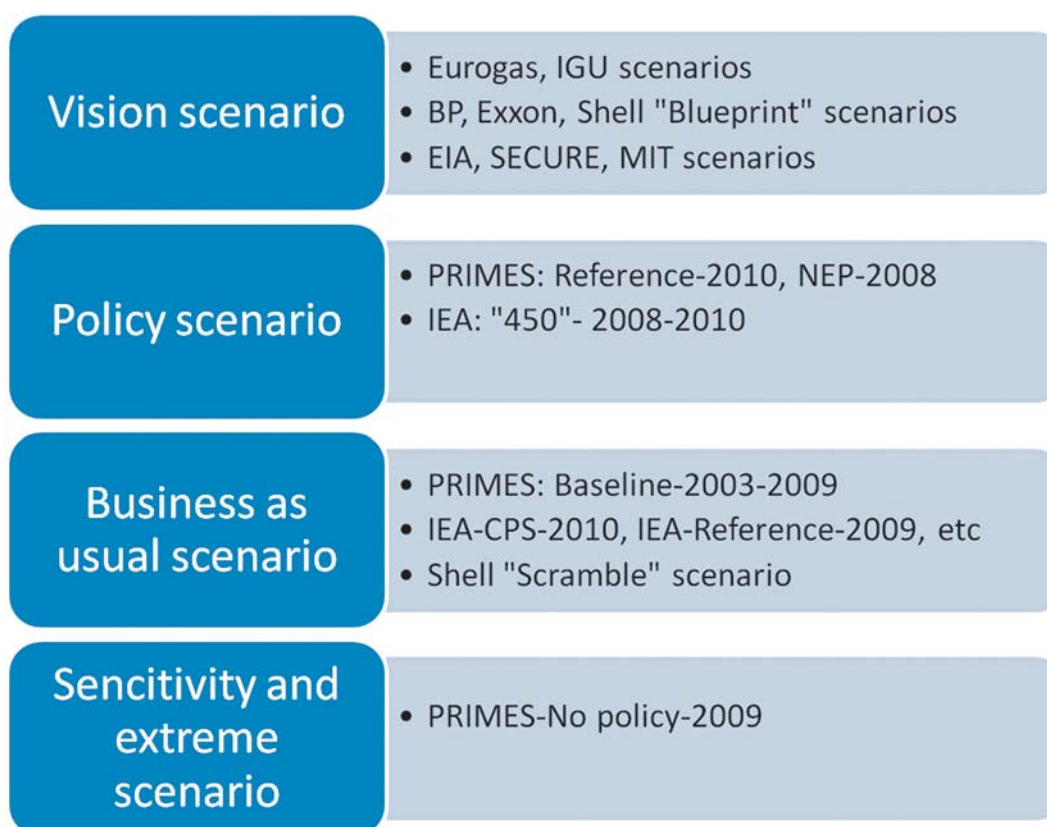 Vision scenario
• Eurogas, IGU scenarios
• BP, Exxon, Shell "Blueprint" scenarios
• EIA, SECURE, MIT scenarios
Policy scenario
• PRIMES: Reference-2010, NEP-2008
• IEA: "450"- 2008-2010
Business as
usual scenario
• PRIMES: Baseline-2003-2009
• IEA-CPS-2010, IEA-Reference-2009, etc
• Shell "Scramble" scenario
Sencitivity and
extreme
scenario
• PRIMES-No policy-2009